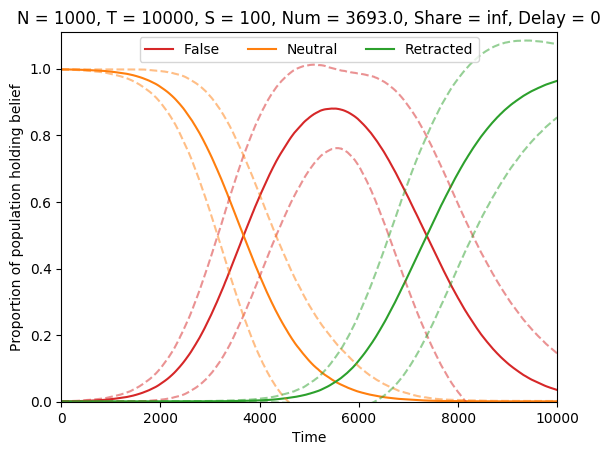 N = 1000, T = 10000, S = 100, Num = 3693.0, Share = inf, Delay = 0
False Neutral Retracted
Proportion of population holding belief
1.0
0.8
0.6
0.4
0.2
0.0
0 2000 4000 6000 8000 10000
Time